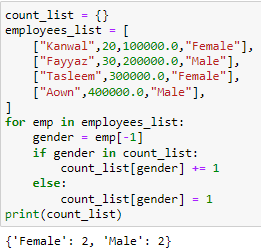 count_list = {}
employees_list = [
    ["Kanwal",20,100000.0,"Female"],
    ["Fayyaz",30,200000.0,"Male"],
    ["Tasleem",300000.0,"Female"],
    ["Aown",400000.0,"Male"],
]
for emp in employees_list:
    gender = emp[-1]
    if gender in count_list:
        count_list[gender] += 1
    else:
        count_list[gender] = 1
print(count_list)
{'Female': 2, 'Male': 2}